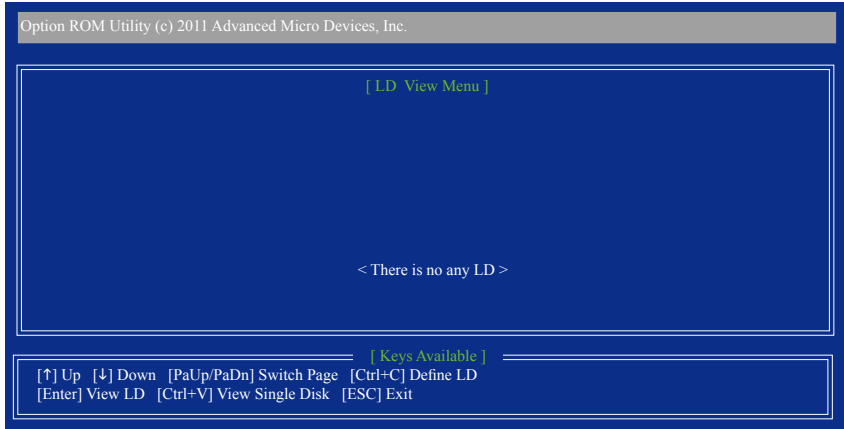 Option ROM Utility (c) 2011 Advanced Micro Devices, Inc.
[ LD View Menu ]
< There is no any LD >
[ Keys Available ]
[↑] Up [↓] Down [PaUp/PaDn] Switch Page [Ctrl+C] Define LD
[Enter] View LD [Ctrl+V] View Single Disk [ESC] Exit